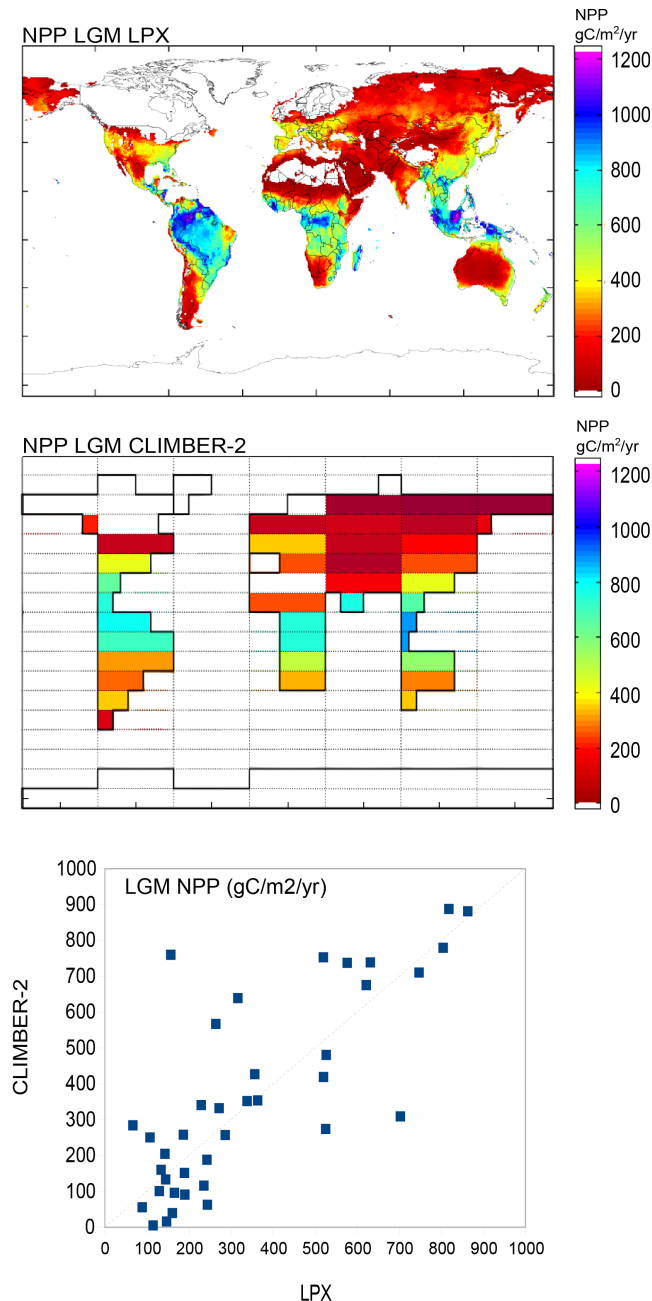 NPP LGM LPX
NPP
gC/m²/yr
1200
1000
800
600
400
200
0
NPP LGM CLIMBER-2
NPP
gC/m²/yr
1200
1000
800
600
400
200
0
LGM NPP (gC/m2/yr)
1000
900
800
700
600
500
400
300
200
100
0
CLIMBER-2
0 100 200 300 400 500 600 700 800 900 1000
LPX